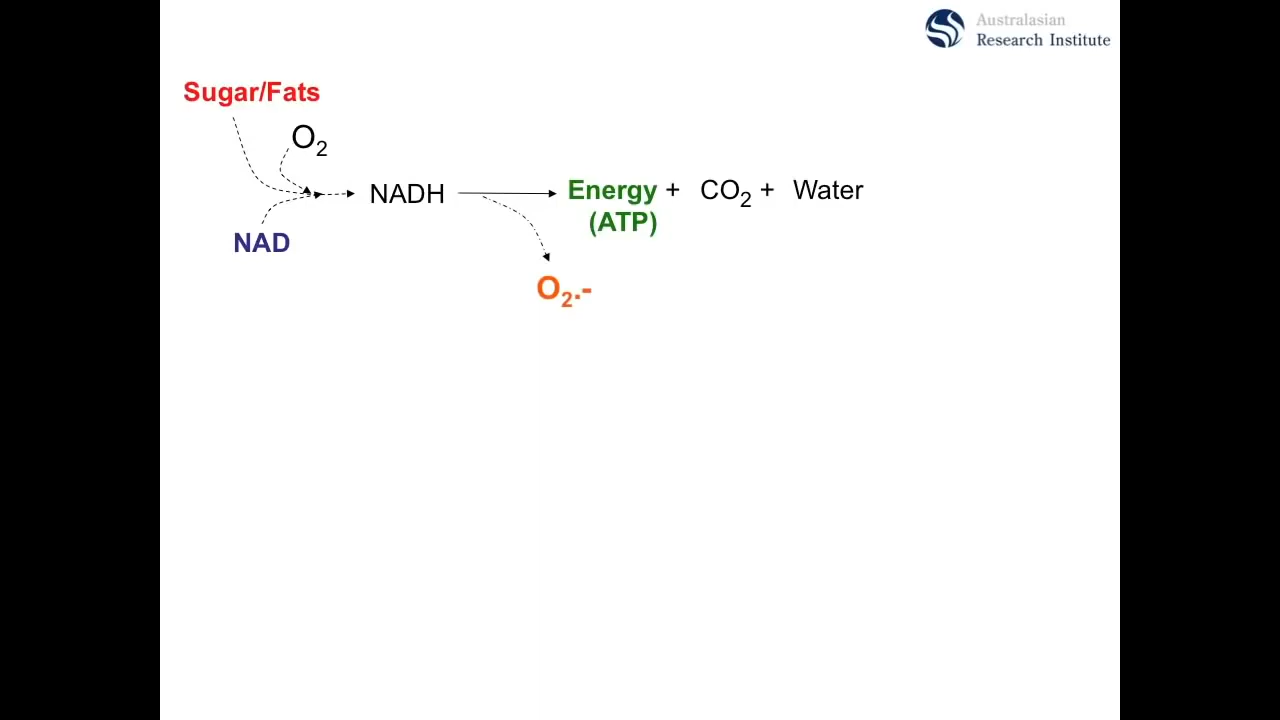 Australasian
Research Institute
Sugar/Fats
O₂
NADH
Energy + CO₂ + Water
(ATP)
NAD
O₂.-